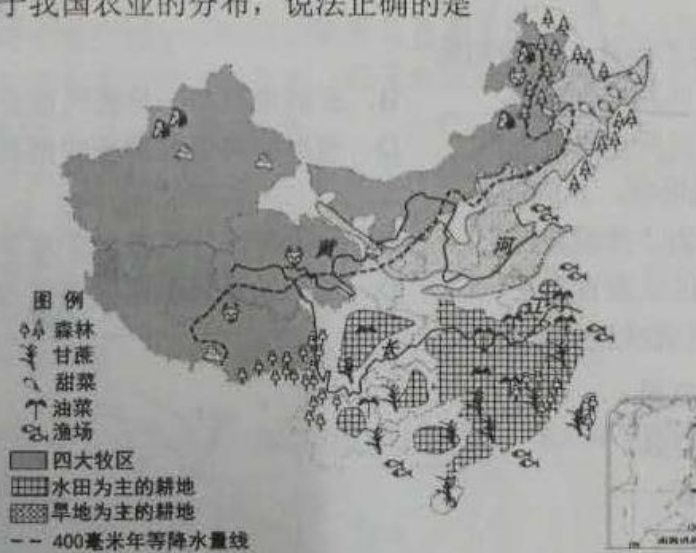 于我国农业的分布，说法正确的是
黄
河
长
江
图例
森林
甘蔗
甜菜
油菜
渔场
四大牧区
水田为主的耕地
旱地为主的耕地
400毫米年等降水量线